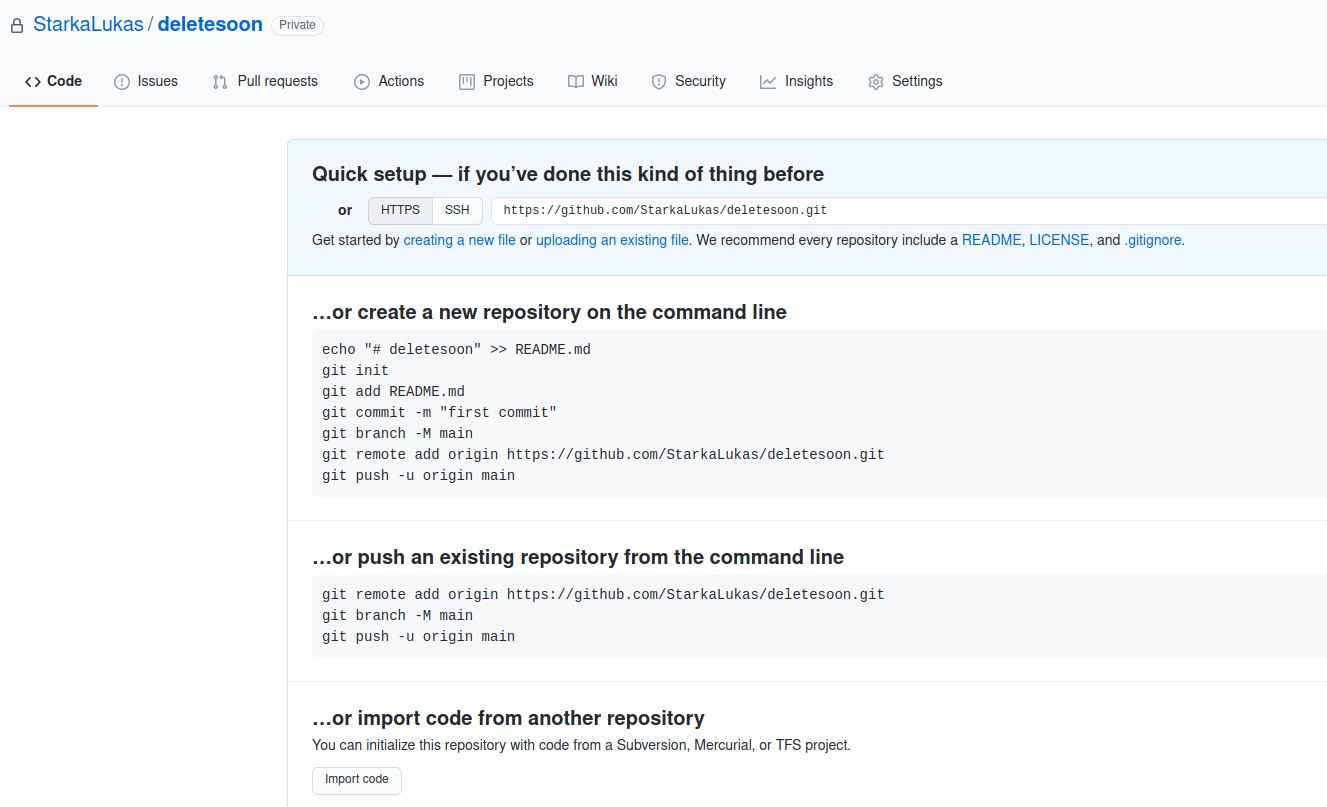 StarkaLukas / deletesoon Private
Code Issues Pull requests Actions Projects Wiki Security Insights Settings
Quick setup — if you’ve done this kind of thing before
or HTTPS SSH https://github.com/StarkaLukas/deletesoon.git
Get started by creating a new file or uploading an existing file. We recommend every repository include a README, LICENSE, and .gitignore.
…or create a new repository on the command line
echo "# deletesoon" >> README.md
git init
git add README.md
git commit -m "first commit"
git branch -M main
git remote add origin https://github.com/StarkaLukas/deletesoon.git
git push -u origin main
…or push an existing repository from the command line
git remote add origin https://github.com/StarkaLukas/deletesoon.git
git branch -M main
git push -u origin main
…or import code from another repository
You can initialize this repository with code from a Subversion, Mercurial, or TFS project.
Import code